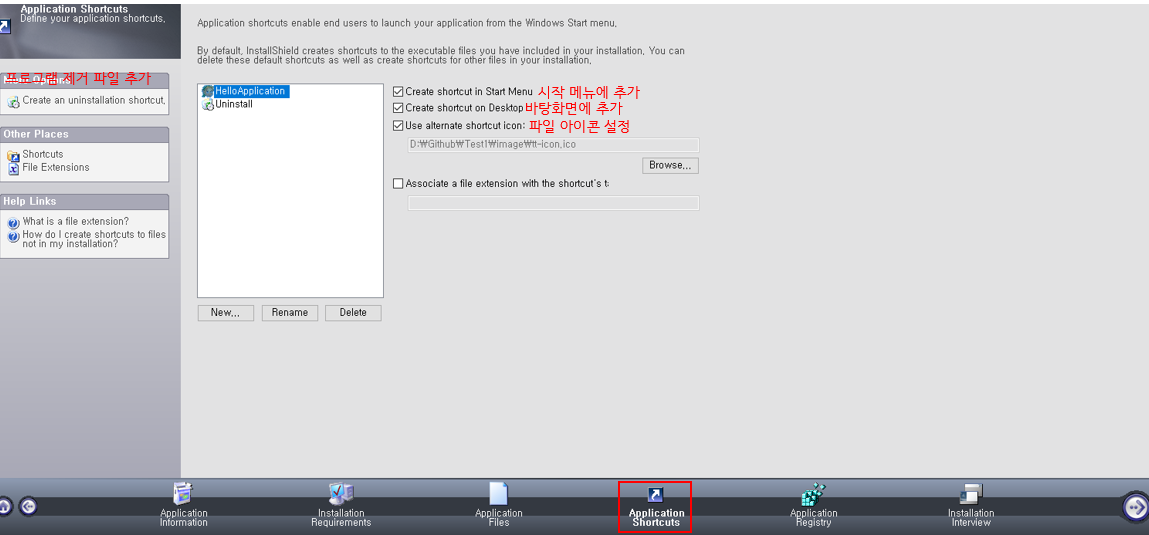 Application Shortcuts
Define your application shortcuts.
프로그램 제거 파일 추가
Create an uninstallation shortcut.
Other Places
Shortcuts
File Extensions
Help Links
What is a file extension?
How do I create shortcuts to files
not in my installation?
Application shortcuts enable end users to launch your application from the Windows Start menu.
By default, InstallShield creates shortcuts to the executable files you have included in your installation. You can
delete these default shortcuts as well as create shortcuts for other files in your installation.
HelloApplication
Uninstall
New...
Rename
Delete
Create shortcut in Start Menu 시작 메뉴에 추가
Create shortcut on Desktop 바탕화면에 추가
Use alternate shortcut icon: 파일 아이콘 설정
D:₩Github₩Test1₩image₩tt-icon.ico
Browse...
Associate a file extension with the shortcut's t
Application
Information
Installation
Requirements
Application
Files
Application
Shortcuts
Application
Registry
Installation
Interview